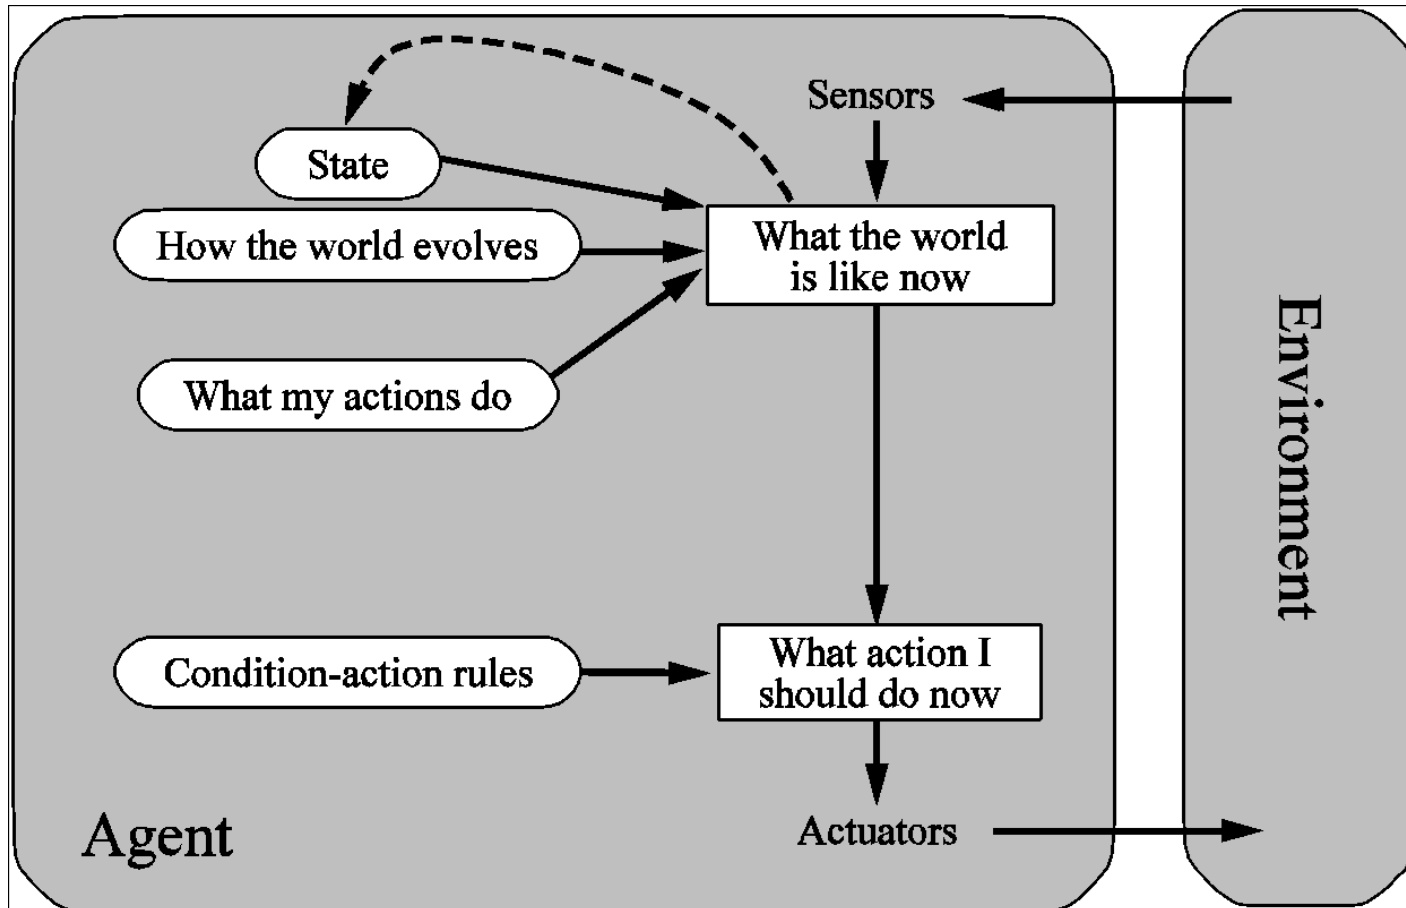 Sensors
State
How the world evolves
What the world
is like now
What my actions do
Environment
Condition-action rules
What action I
should do now
Agent
Actuators